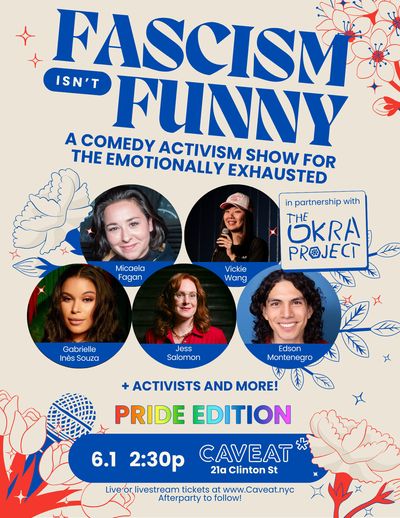 FASCISM
ISN'T
FUNNY
A COMEDY ACTIVISM SHOW FOR
THE EMOTIONALLY EXHAUSTED
in partnership with
THE
OKRA
PROJECT
Micaela
Fagan
Vickie
Wang
Gabrielle
Inés Souza
Jess
Salomon
Edson
Montenegro
+ ACTIVISTS AND MORE!
PRIDE EDITION
6.1 2:30p
CAVEAT*
21a Clinton St
Live or livestream tickets at www.Caveat.nyc
Afterparty to follow!